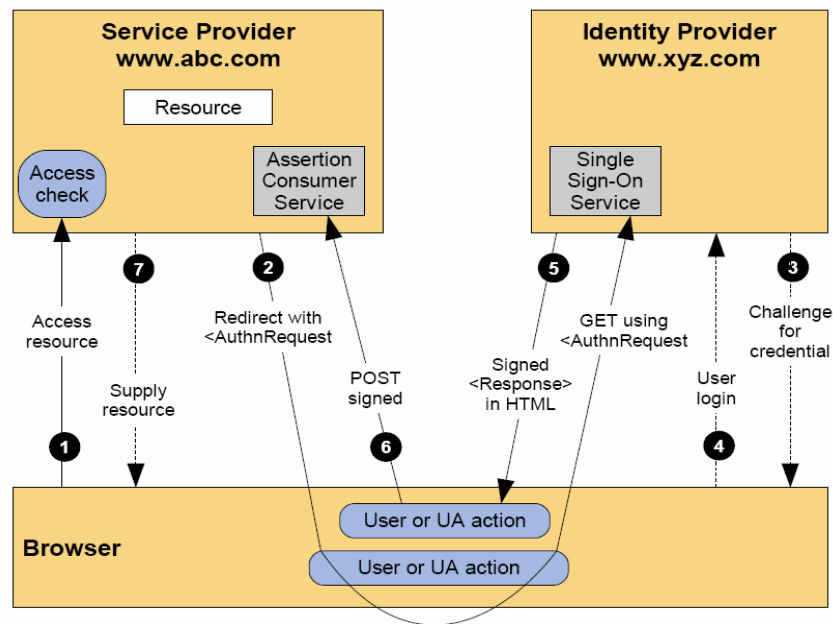 Service Provider
www.abc.com
Resource
Access
check
Assertion
Consumer
Service
Identity Provider
www.xyz.com
Single
Sign-On
Service
7
2
5
3
Access
resource
Redirect with
<AuthnRequest
GET using
<AuthnRequest
Challenge
for
credential
Supply
resource
POST
signed
Signed
<Response>
in HTML
User
login
1
6
4
Browser
User or UA action
User or UA action